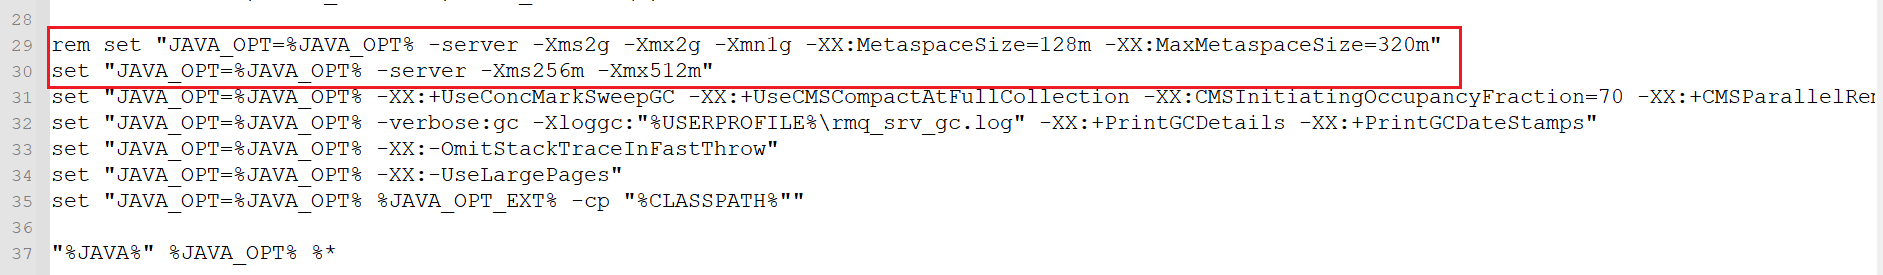 28
29 rem set "JAVA_OPT=%JAVA_OPT% -server -Xms2g -Xmx2g -Xmn1g -XX:MetaspaceSize=128m -XX:MaxMetaspaceSize=320m"
30 set "JAVA_OPT=%JAVA_OPT% -server -Xms256m -Xmx512m"
31 set "JAVA_OPT=%JAVA_OPT% -XX:+UseConcMarkSweepGC -XX:+UseCMSCompactAtFullCollection -XX:CMSInitiatingOccupancyFraction=70 -XX:+CMSParallelRem
32 set "JAVA_OPT=%JAVA_OPT% -verbose:gc -Xloggc:"%USERPROFILE%\rmq_srv_gc.log" -XX:+PrintGCDetails -XX:+PrintGCDateStamps"
33 set "JAVA_OPT=%JAVA_OPT% -XX:-OmitStackTraceInFastThrow"
34 set "JAVA_OPT=%JAVA_OPT% -XX:-UseLargePages"
35 set "JAVA_OPT=%JAVA_OPT% %JAVA_OPT_EXT% -cp "%CLASSPATH%""
36
37 "%JAVA%" %JAVA_OPT% %*